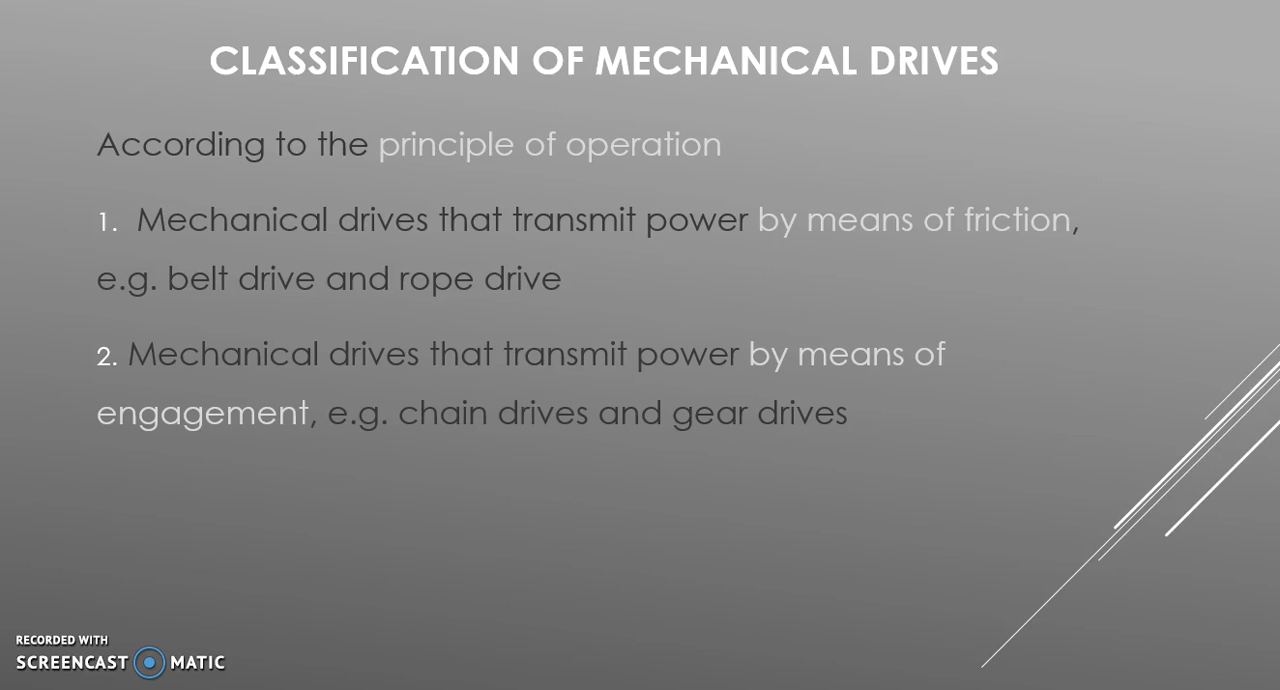 CLASSIFICATION OF MECHANICAL DRIVES
According to the principle of operation
1. Mechanical drives that transmit power by means of friction,
e.g. belt drive and rope drive
2. Mechanical drives that transmit power by means of
engagement, e.g. chain drives and gear drives
RECORDED WITH
SCREENCAST MATIC